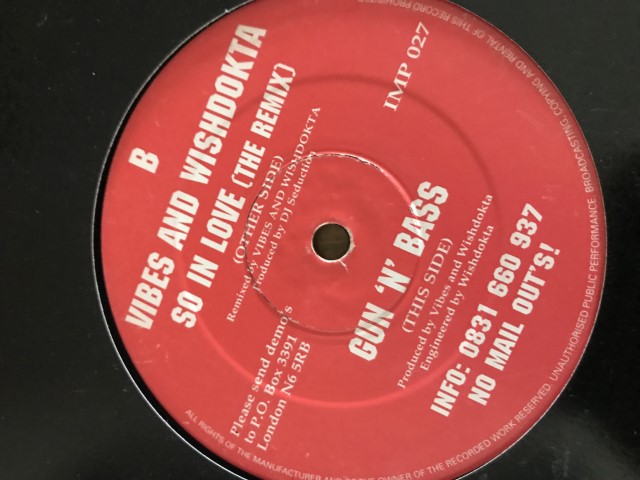 B
VIBES AND WISHDOKTA
SO IN LOVE (THE REMIX)
(OTHER SIDE)
Remixed by VIBES AND WISHDOKTA
Produced by DJ Seduction
IMP 027
Please send demo's
to P.O. Box 3391
London N6 5RB
GUN 'N' BASS
(THIS SIDE)
Produced by Vibes and Wishdokta
Engineered by Wishdokta
INFO: 0831 660 937
NO MAIL OUT'S!
ALL RIGHTS OF THE MANUFACTURER AND OF THE OWNER OF THE RECORDED WORK RESERVED UNAUTHORISED PUBLIC PERFORMANCE BROADCASTING, COPYING AND RENTAL OF THIS RECORD PROHIBITED